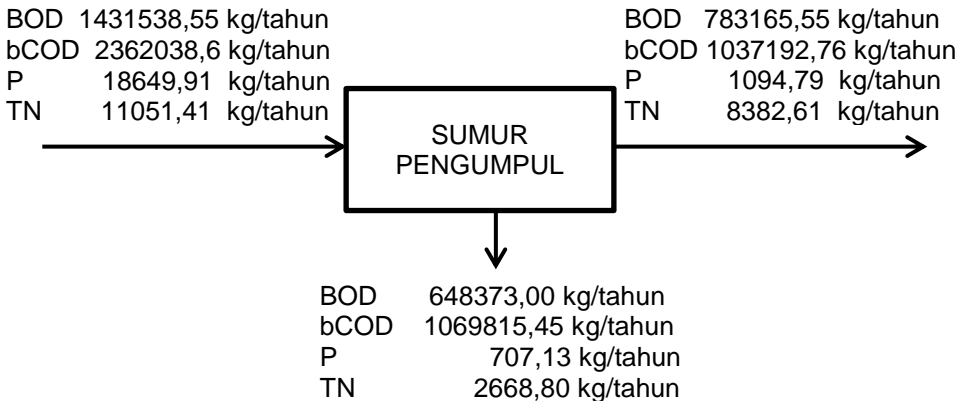 BOD 1431538,55 kg/tahun
bCOD 2362038,6 kg/tahun
P 18649,91 kg/tahun
TN 11051,41 kg/tahun
BOD 783165,55 kg/tahun
bCOD 1037192,76 kg/tahun
P 1094,79 kg/tahun
TN 8382,61 kg/tahun
SUMUR
PENGUMPUL
BOD 648373,00 kg/tahun
bCOD 1069815,45 kg/tahun
P 707,13 kg/tahun
TN 2668,80 kg/tahun